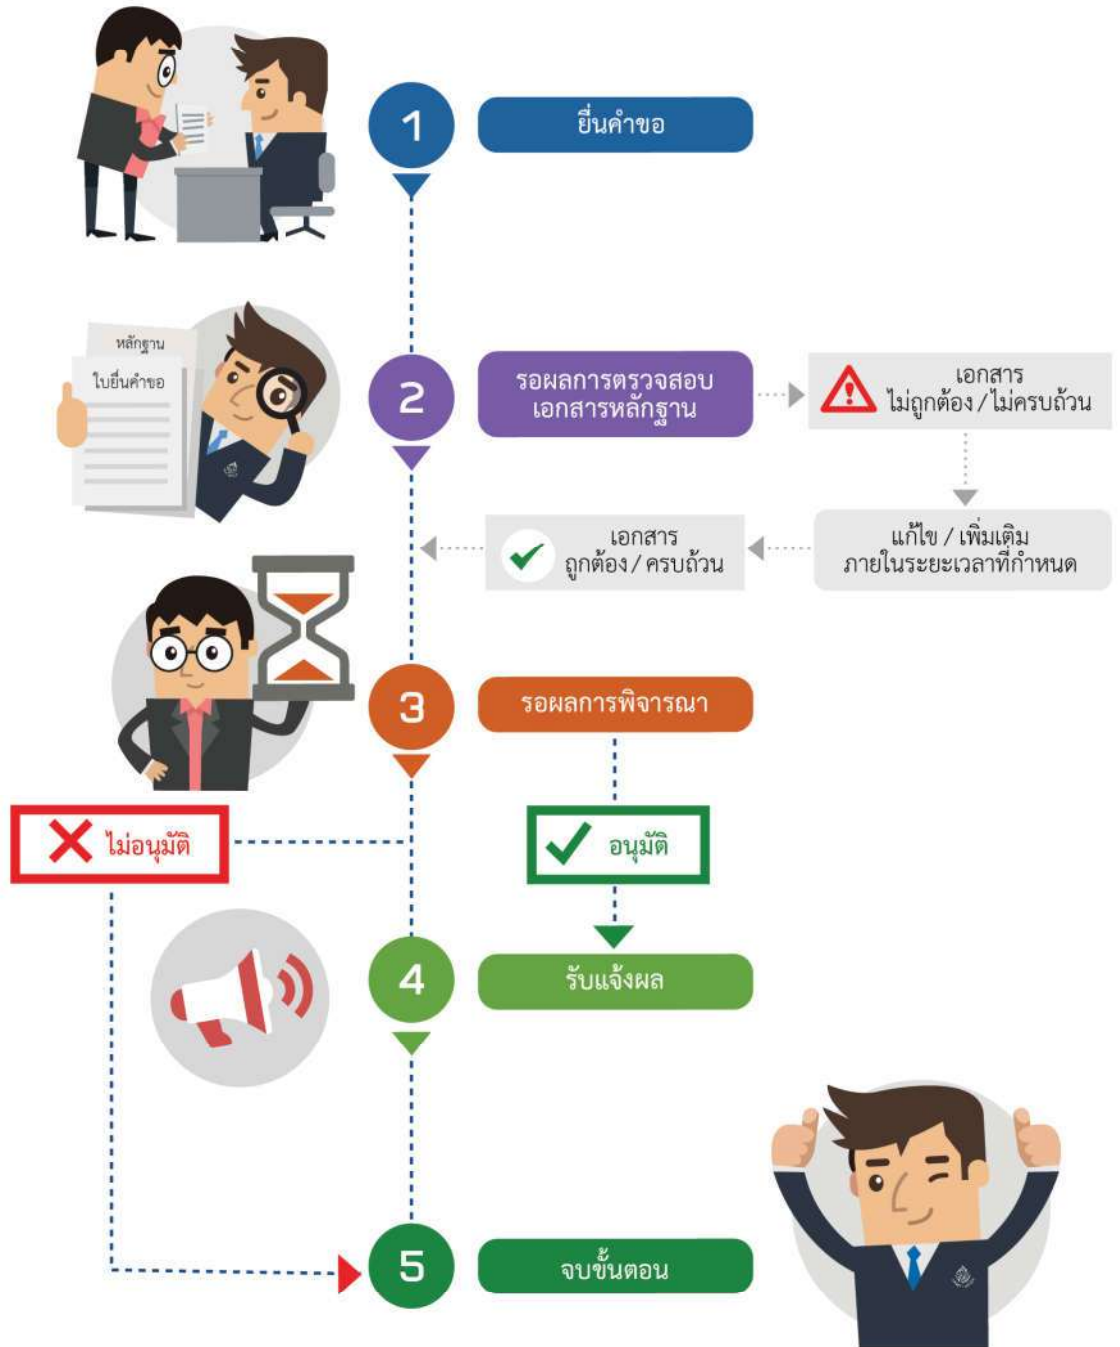 1
ยื่นคำขอ
หลักฐาน
ใบยื่นคำขอ
2
รอผลการตรวจสอบ
เอกสารหลักฐาน
เอกสาร
ไม่ถูกต้อง / ไม่ครบถ้วน
แก้ไข / เพิ่มเติม
ภายในระยะเวลาที่กำหนด
เอกสาร
ถูกต้อง / ครบถ้วน
3
รอผลการพิจารณา
ไม่อนุมัติ
อนุมัติ
4
รับแจ้งผล
5
จบขั้นตอน